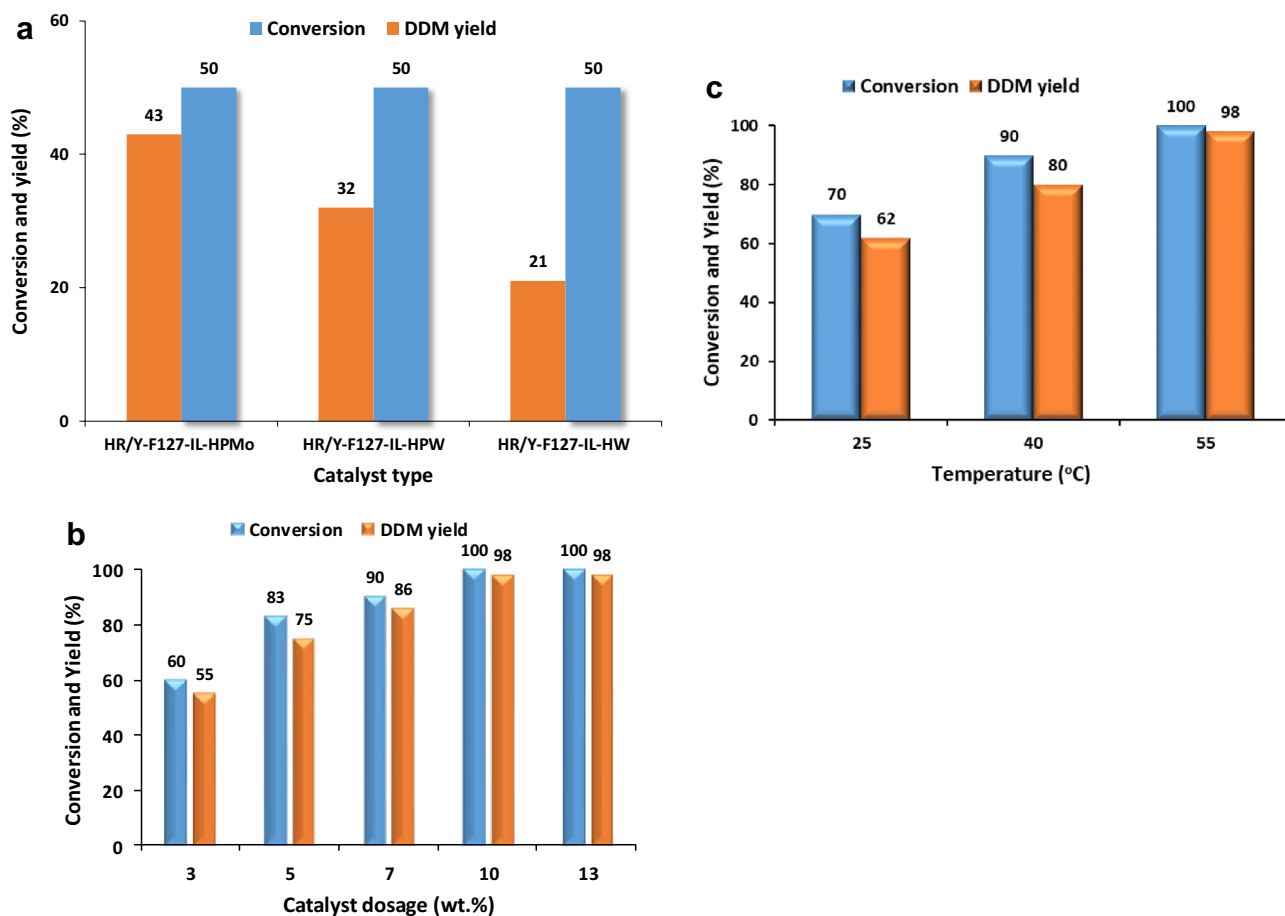 a
Conversion DDM yield
Conversion and yield (%)
60
40
20
0
43 50
32 50
21 50
HR/Y-F127-IL-HPMo HR/Y-F127-IL-HPW HR/Y-F127-IL-HW
Catalyst type
b
Conversion DDM yield
Conversion and Yield (%)
100
80
60
40
20
0
60 55
83 75
90 86
100 98
100 98
3 5 7 10 13
Catalyst dosage (wt.%)
c
Conversion DDM yield
Conversion and Yield (%)
100
80
60
40
20
0
70 62
90 80
100 98
25 40 55
Temperature (°C)